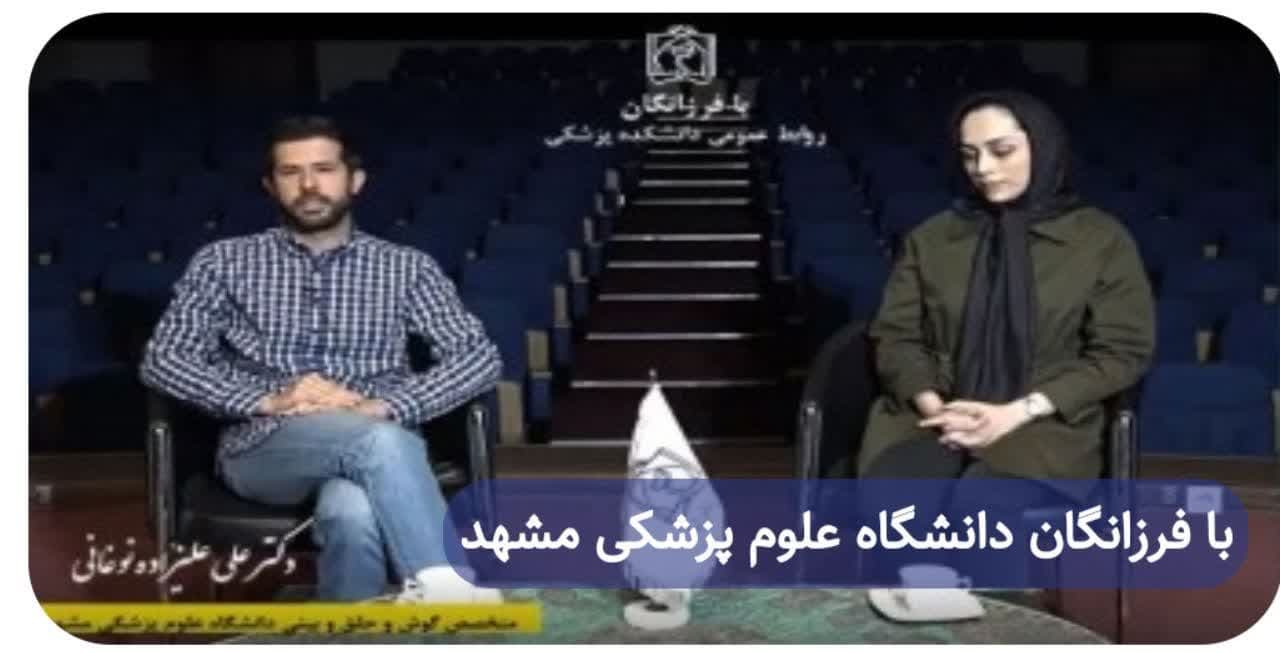 با فرزانگان
روابط عمومی دانشکده پزشکی
با فرزانگان دانشگاه علوم پزشکی مشهد
دکتر علی علیزاده نوغانی
متخصص گوش و حلق و بینی دانشگاه علوم پزشکی